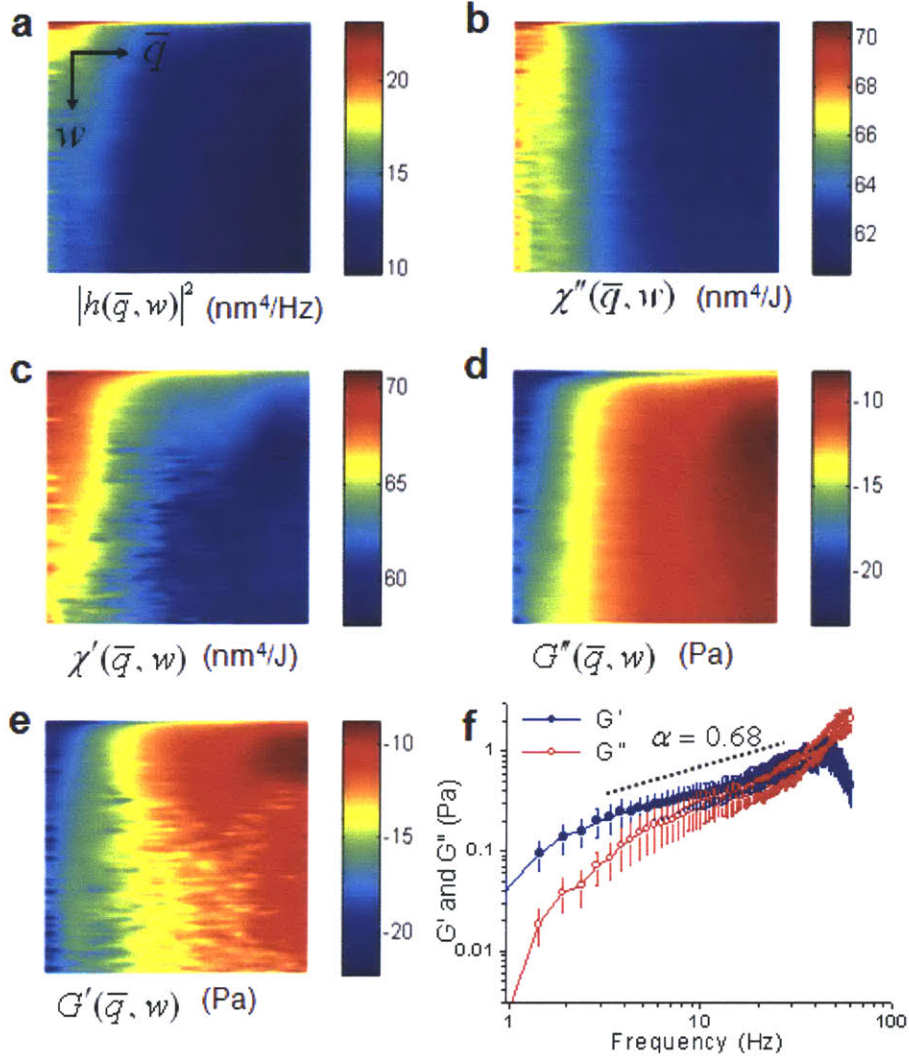 a
b
q̅
w
20
15
10
70
68
66
64
62
|h(q̅, w)|² (nm⁴/Hz)
χ″(q̅, w) (nm⁴/J)
c
d
70
65
60
-10
-15
-20
χ′(q̅, w) (nm⁴/J)
G″(q̅, w) (Pa)
e
f
-10
-15
-20
G′(q̅, w) (Pa)
G'
G"
α = 0.68
G' and G" (Pa)
1
0.1
0.01
1
10
100
Frequency (Hz)